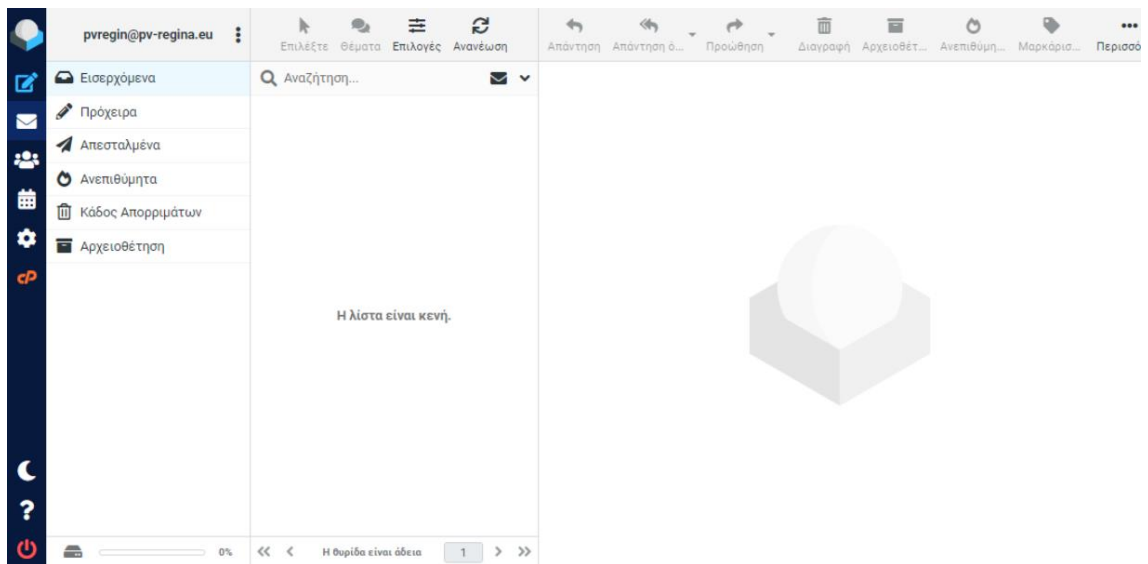 pvregin@pv-regina.eu
Επιλέξτε Θέματα Επιλογές Ανανέωση
Απάντηση Απάντηση ό... Προώθηση Διαγραφή Αρχειοθέτ... Ανεπιθύμη... Μαρκάρισ... Περισσό
Εισερχόμενα
Αναζήτηση...
Πρόχειρα
Απεσταλμένα
Ανεπιθύμητα
Κάδος Απορριμάτων
Αρχειοθέτηση
cP
Η λίστα είναι κενή.
?
0%
Η θυρίδα είναι άδεια
1